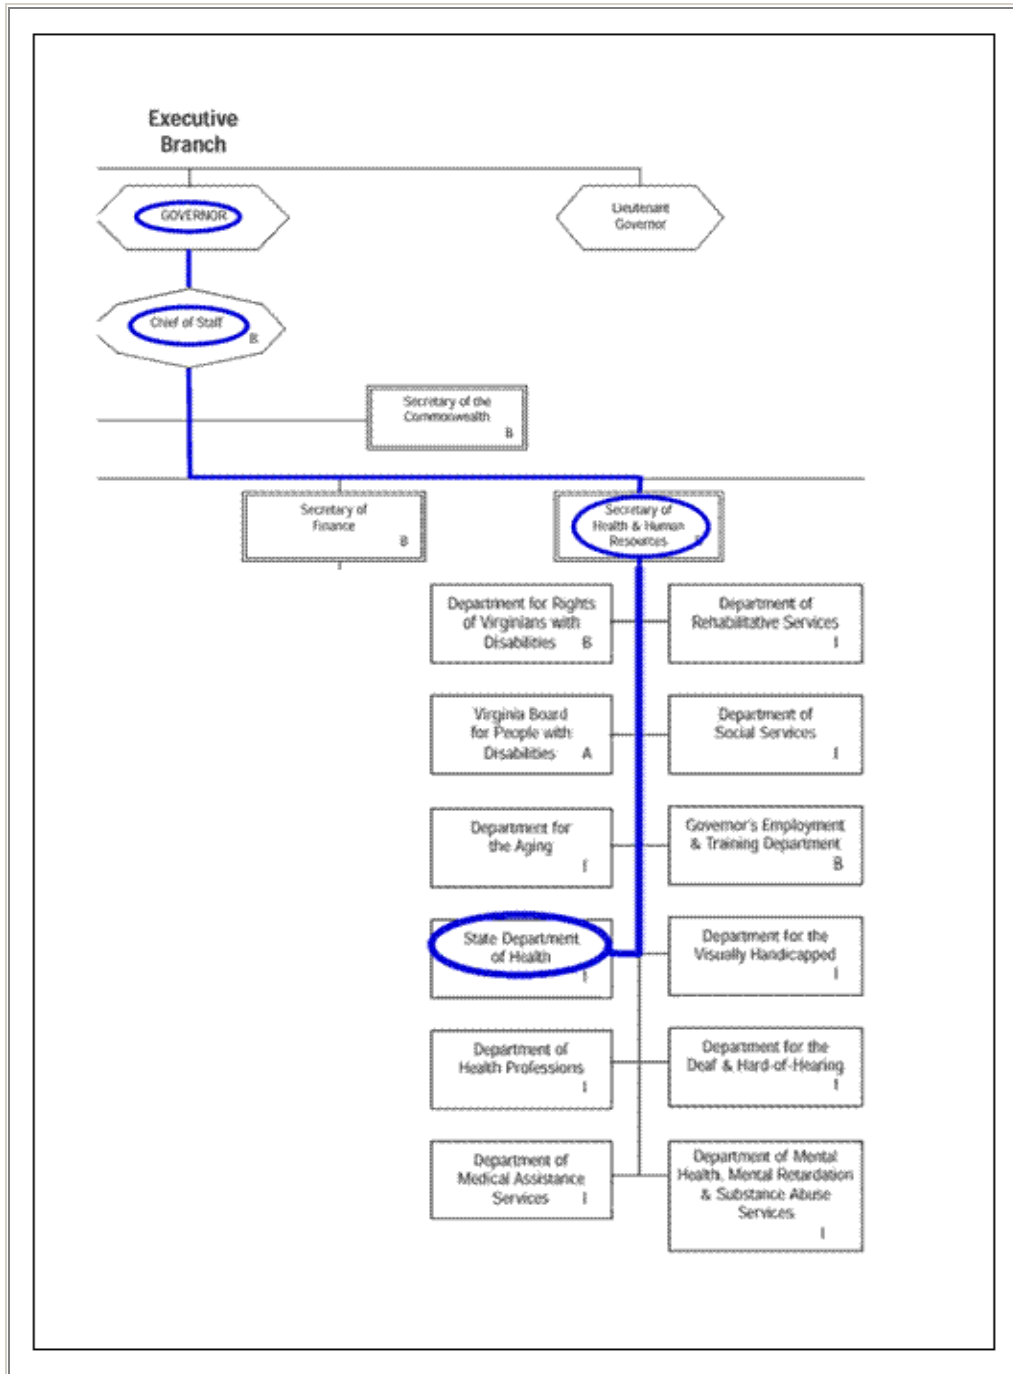 Executive
Branch
GOVERNOR
Lieutenant
Governor
Chief of Staff
B
Secretary of the
Commonwealth
B
Secretary of
Finance
B
Secretary of
Health & Human
Resources
Department for Rights
of Virginians with
Disabilities B
Department of
Rehabilitative Services
I
Virginia Board
for People with
Disabilities A
Department of
Social Services
I
Department for
the Aging
I
Governor's Employment
& Training Department
B
State Department
of Health
I
Department for the
Visually Handicapped
I
Department of
Health Professions
I
Department for the
Deaf & Hard-of-Hearing
I
Department of
Medical Assistance
Services I
Department of Mental
Health, Mental Retardation
& Substance Abuse
Services
I